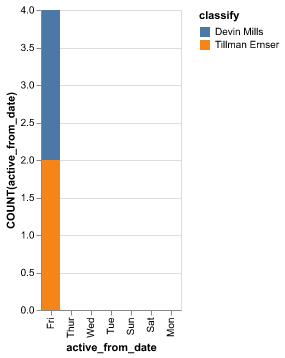 classify
Devin Mills
Tillman Ernser
COUNT(active_from_date)
4.0
3.5
3.0
2.5
2.0
1.5
1.0
0.5
0.0
Fri
Thur
Wed
Tue
Sun
Sat
Mon
active_from_date